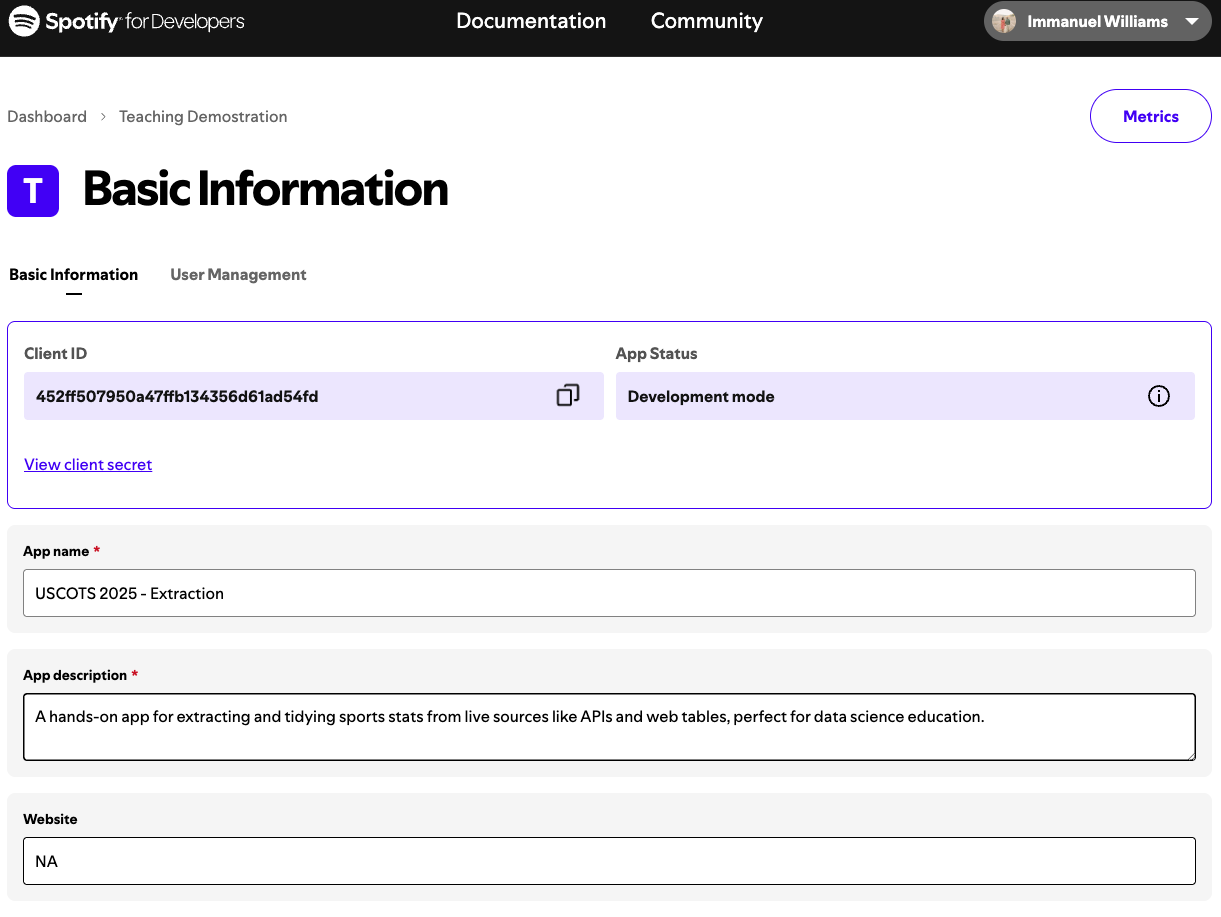 Spotify for Developers Documentation Community Immanuel Williams
Dashboard > Teaching Demostration Metrics
T Basic Information
Basic Information User Management
Client ID App Status
452ff507950a47ffb134356d61ad54fd Development mode
View client secret
App name *
USCOTS 2025 - Extraction
App description *
A hands-on app for extracting and tidying sports stats from live sources like APIs and web tables, perfect for data science education.
Website
NA